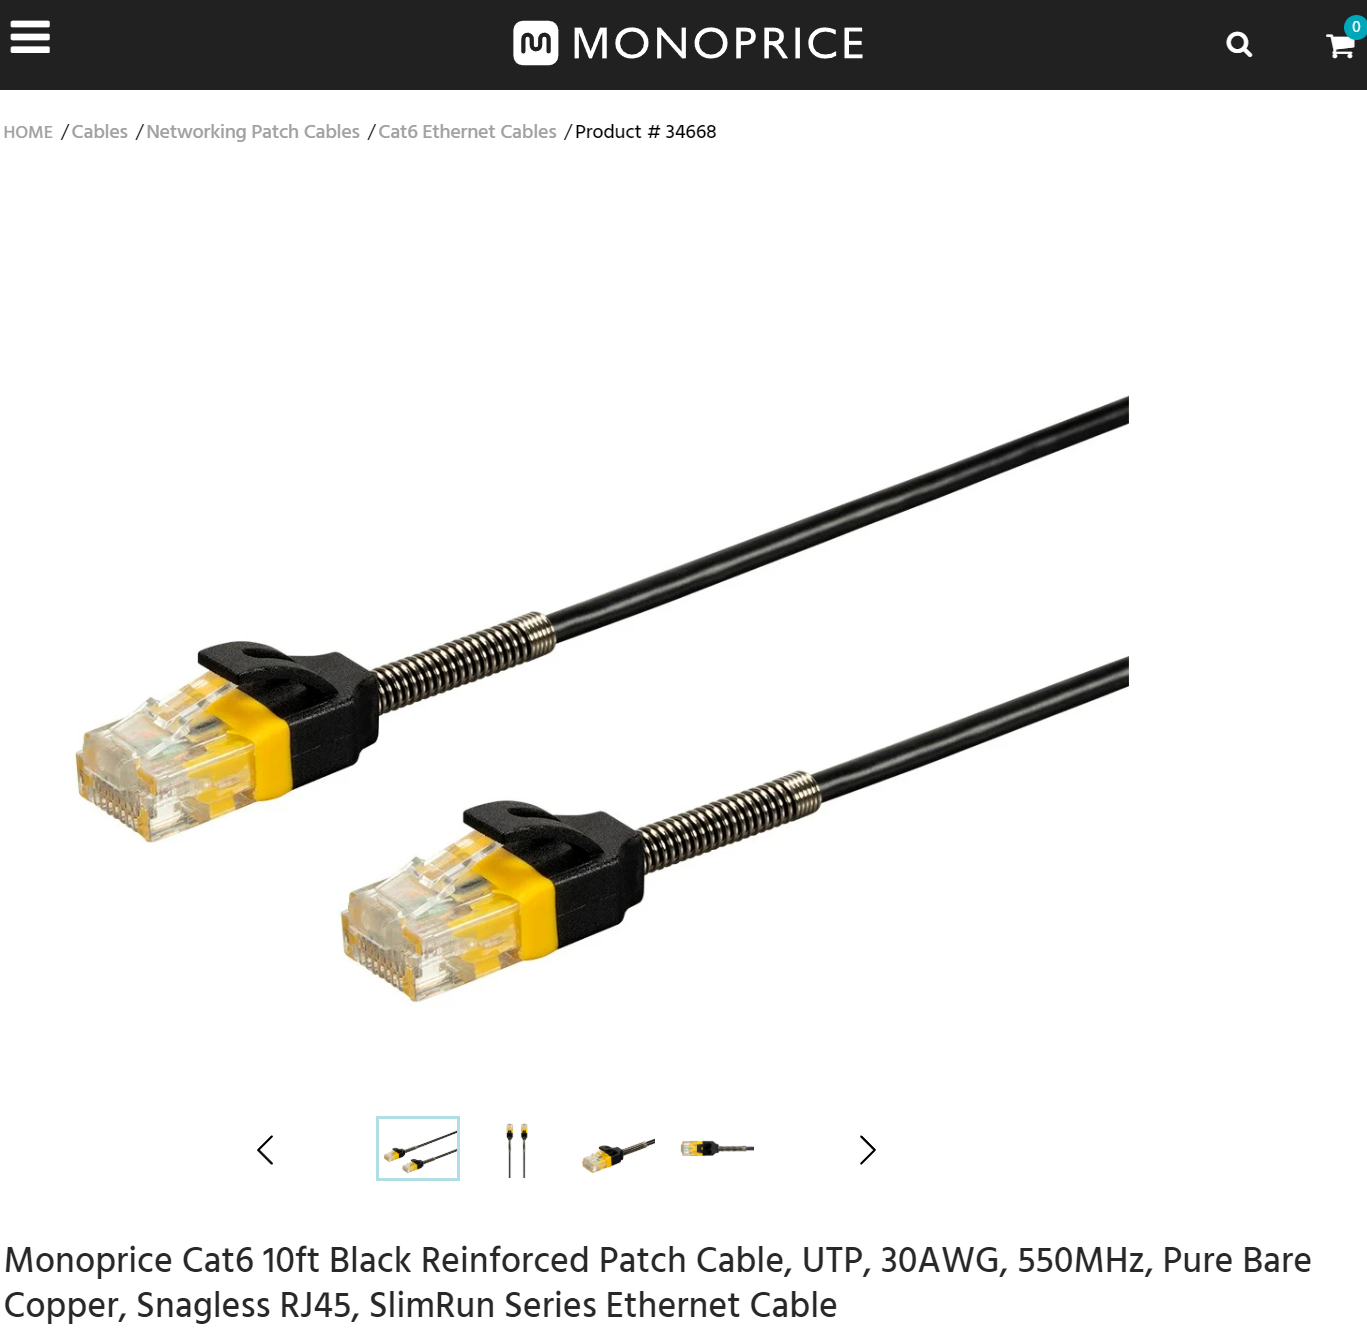 MONOPRICE
0
HOME / Cables / Networking Patch Cables / Cat6 Ethernet Cables / Product # 34668
Monoprice Cat6 10ft Black Reinforced Patch Cable, UTP, 30AWG, 550MHz, Pure Bare
Copper, Snagless RJ45, SlimRun Series Ethernet Cable